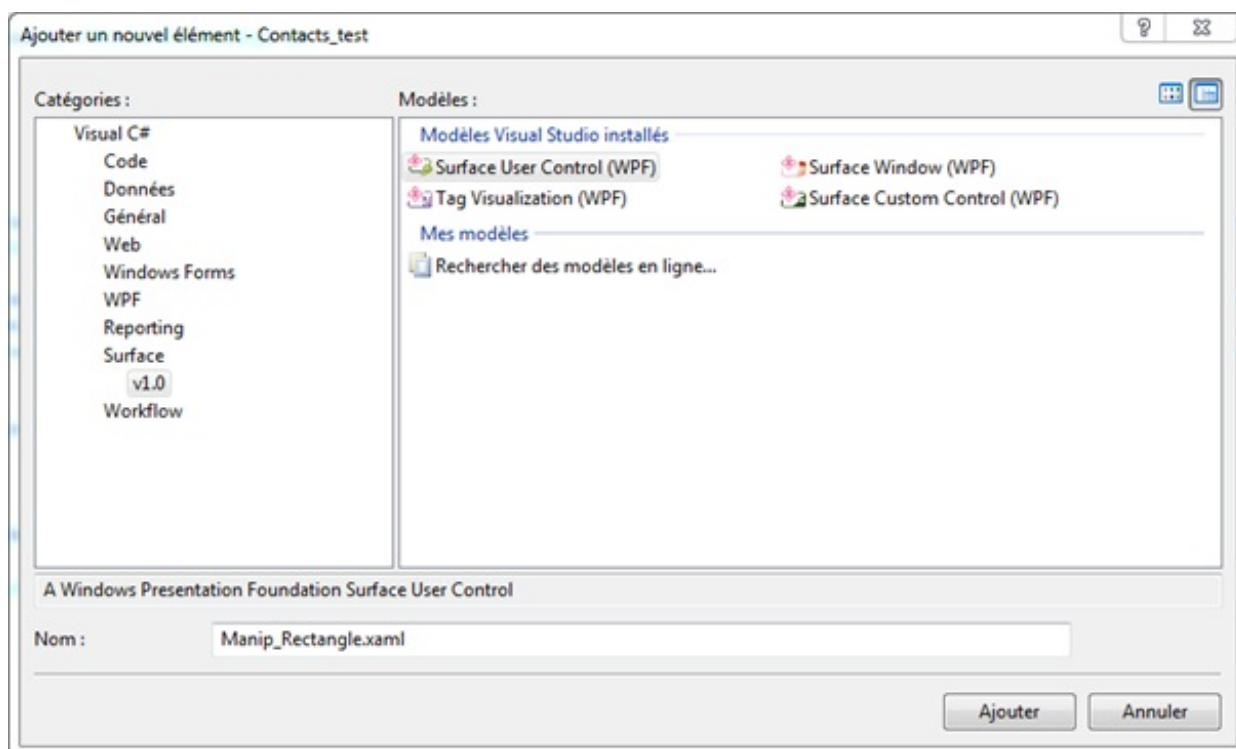 Ajouter un nouvel élément - Contacts_test
Catégories :
Modèles :
Visual C#
Code
Données
Général
Web
Windows Forms
WPF
Reporting
Surface
v1.0
Workflow
Modèles Visual Studio installés
Surface User Control (WPF)
Surface Window (WPF)
Tag Visualization (WPF)
Surface Custom Control (WPF)
Mes modèles
Rechercher des modèles en ligne...
A Windows Presentation Foundation Surface User Control
Nom :
Manip_Rectangle.xaml
Ajouter
Annuler